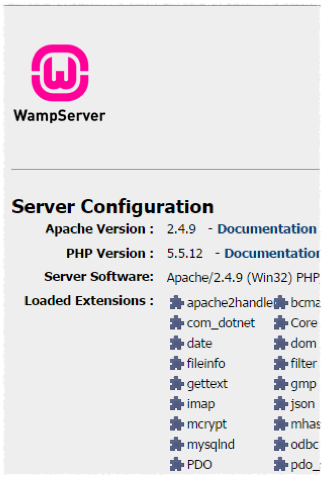 WampServer
Server Configuration
Apache Version : 2.4.9 - Documentation
PHP Version : 5.5.12 - Documentation
Server Software: Apache/2.4.9 (Win32) PHP
Loaded Extensions : apache2handle bcma
com_dotnet Core
date dom
fileinfo filter
gettext gmp
imap json
mcrypt mhas
mysqlnd odbc
PDO pdo_